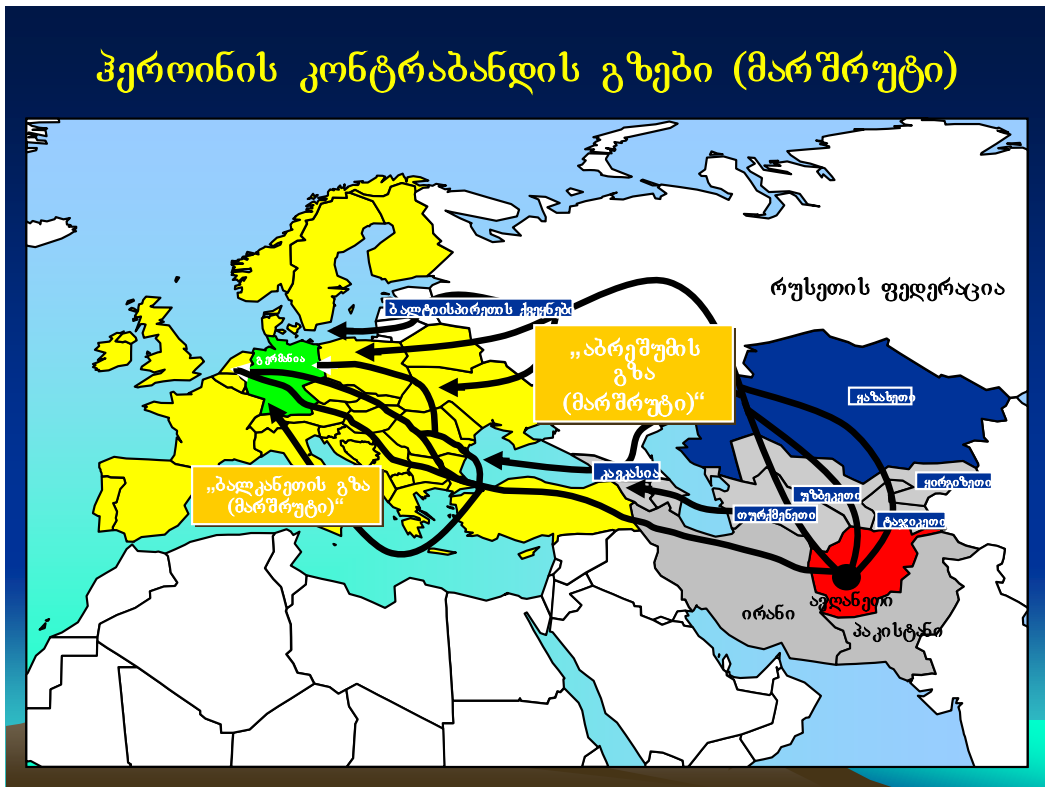 ჰეროინის კონტრაბანდის გზები (მარშრუტი)
რუსეთის ფედერაცია
ბალტიისპირეთის ქვეყნები
„აბრეშუმის
გზა
(მარშრუტი)“
გერმანია
ყაზახეთი
კავკასია
ყირგიზეთი
„ბალკანეთის გზა
(მარშრუტი)“
უზბეკეთი
თურქმენეთი
ტაჯიკეთი
ავღანეთი
ირანი
პაკისტანი